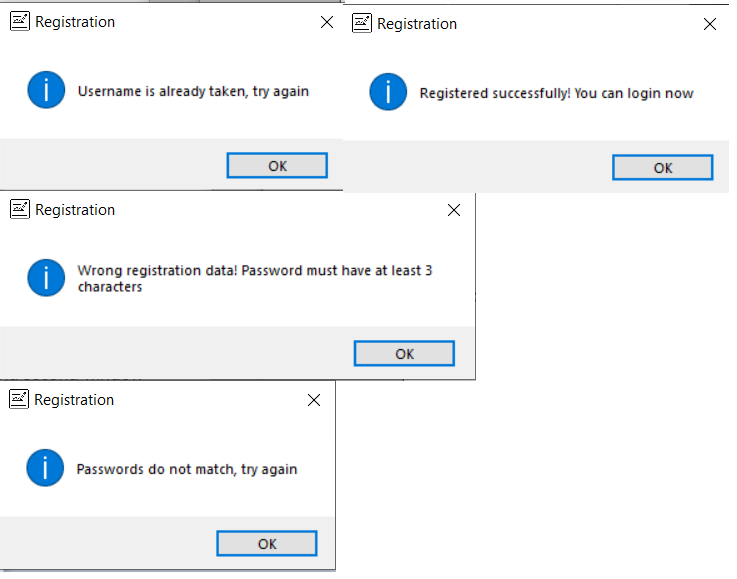 Registration
Username is already taken, try again
OK
Registration
Registered successfully! You can login now
OK
Registration
Wrong registration data! Password must have at least 3
characters
OK
Registration
Passwords do not match, try again
OK